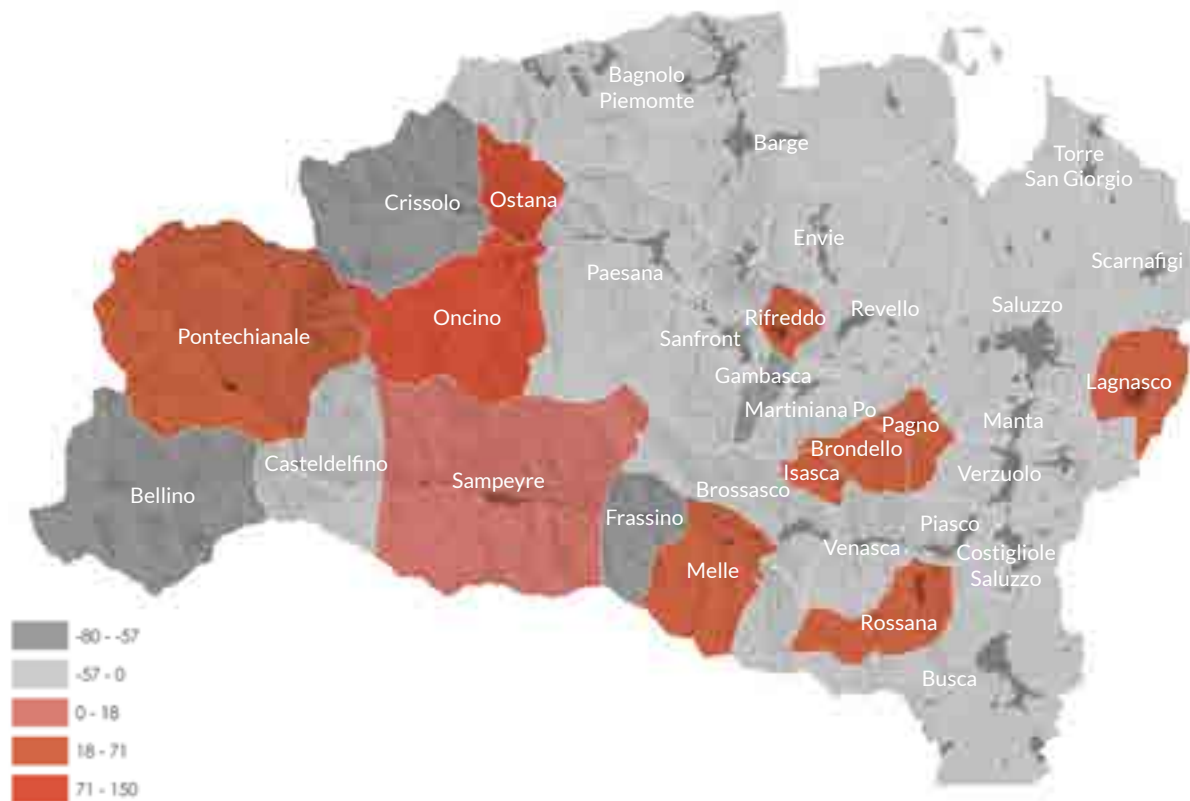 Bagnolo
Piemomte
Barge
Torre
San Giorgio
Crissolo
Ostana
Envie
Scarnafigi
Paesana
Pontechianale
Oncino
Rifreddo
Revello
Saluzzo
Sanfront
Gambasca
Lagnasco
Martiniana Po
Pagno
Manta
Brondello
Casteldelfino
Isasca
Verzuolo
Bellino
Sampeyre
Brossasco
Frassino
Piasco
Venasca
Costigliole
Saluzzo
Melle
Rossana
Busca
-80 - -57
-57 - 0
0 - 18
18 - 71
71 - 150